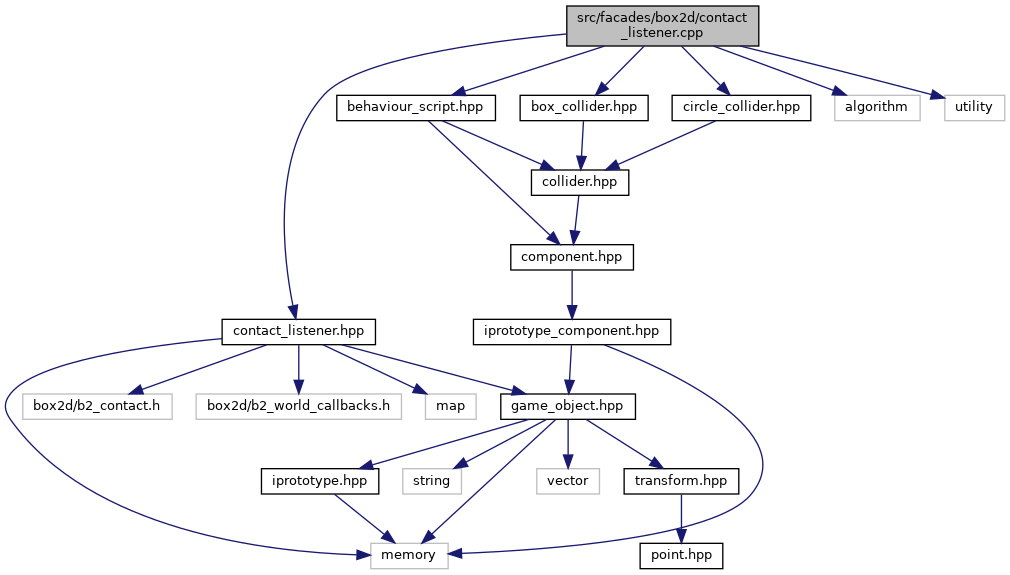 src/facades/box2d/contact
_listener.cpp
behaviour_script.hpp
box_collider.hpp
circle_collider.hpp
algorithm
utility
collider.hpp
component.hpp
contact_listener.hpp
iprototype_component.hpp
box2d/b2_contact.h
box2d/b2_world_callbacks.h
map
game_object.hpp
iprototype.hpp
string
vector
transform.hpp
memory
point.hpp